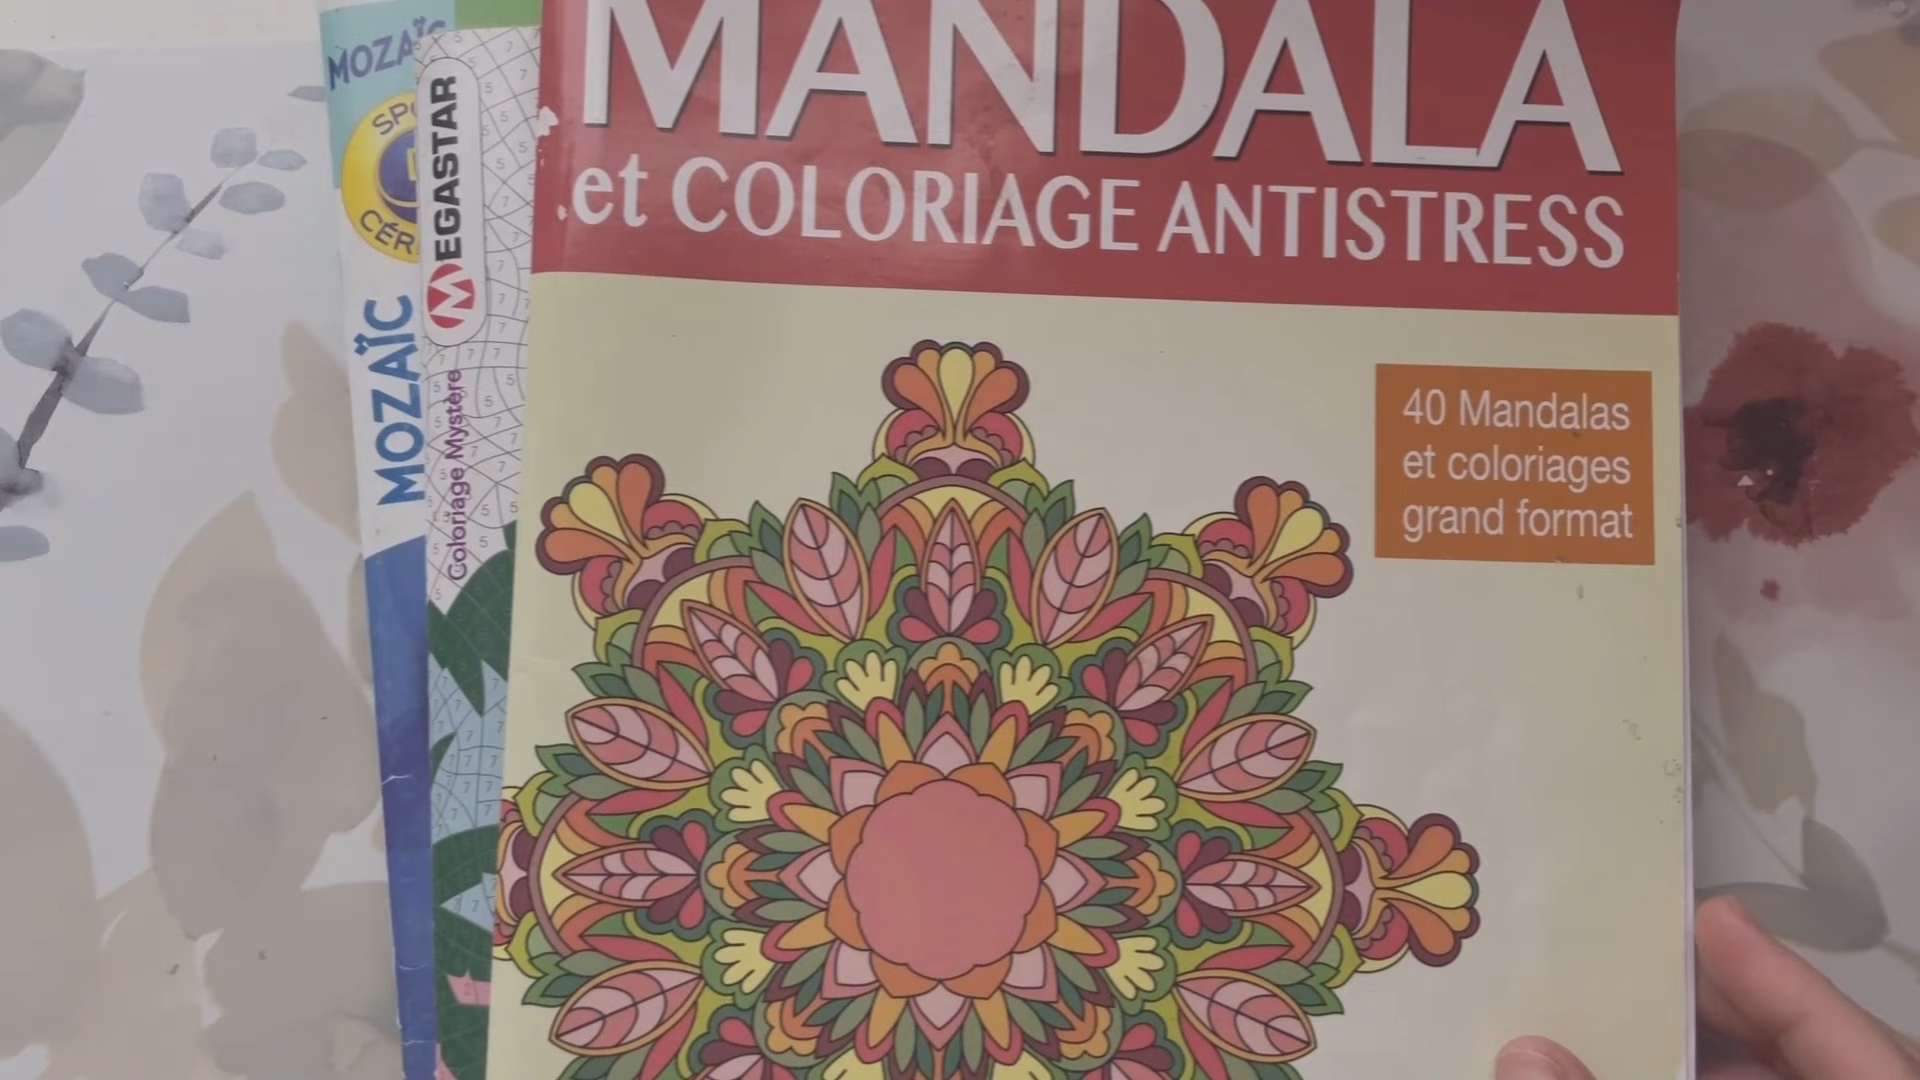 MANDALA
et COLORIAGE ANTISTRESS
40 Mandalas
et coloriages
grand format
MEGASTAR
Coloriage Mystère
MOZAÏC
MOZAÏC